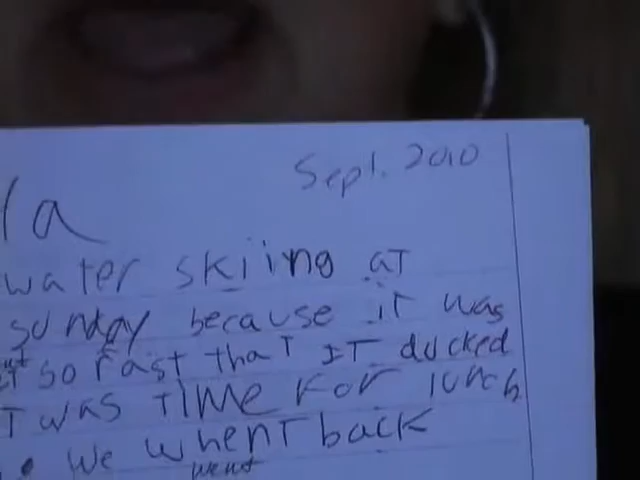 Sept. 2010
la
water skiing at
sunday because it was
so fast that IT ducked
T was TIME For lunch
we whent back
went